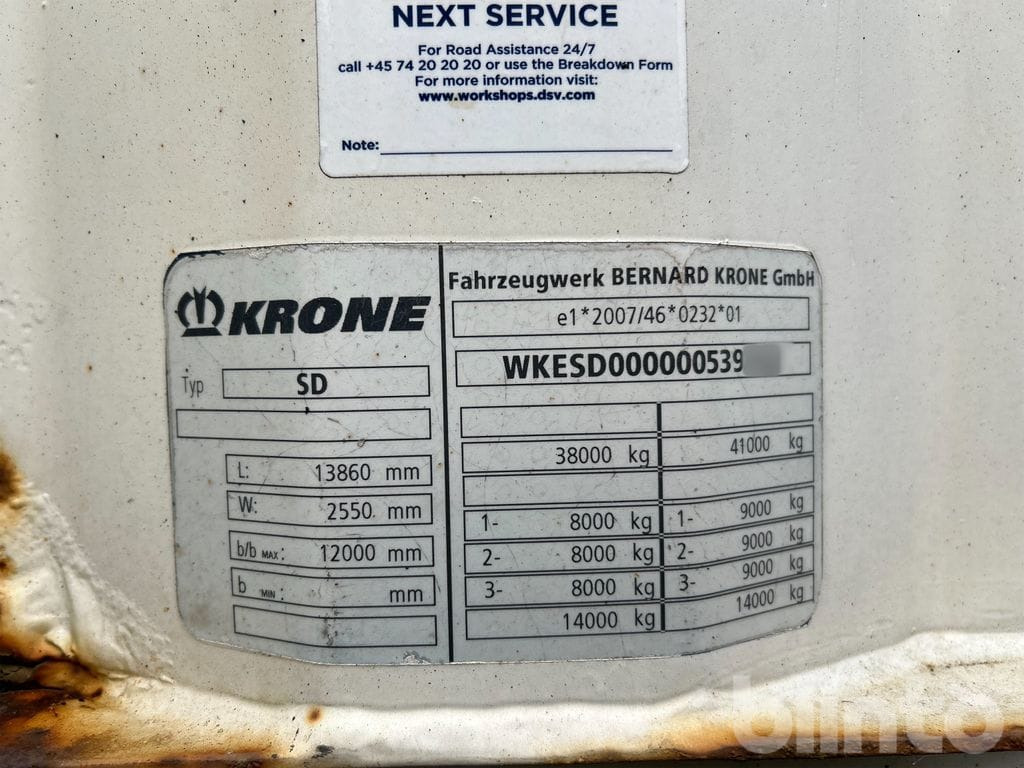 NEXT SERVICE
For Road Assistance 24/7
call +45 74 20 20 20 or use the Breakdown Form
For more information visit:
www.workshops.dsv.com
Note:
KRONE
Typ SD
L: 13860 mm
W: 2550 mm
b/b MAX: 12000 mm
b MIN: mm
Fahrzeugwerk BERNARD KRONE GmbH
e1*2007/46*0232*01
WKESD000000539
38000 kg 41000 kg
1- 8000 kg 1- 9000 kg
2- 8000 kg 2- 9000 kg
3- 8000 kg 3- 9000 kg
14000 kg 14000 kg
blinto